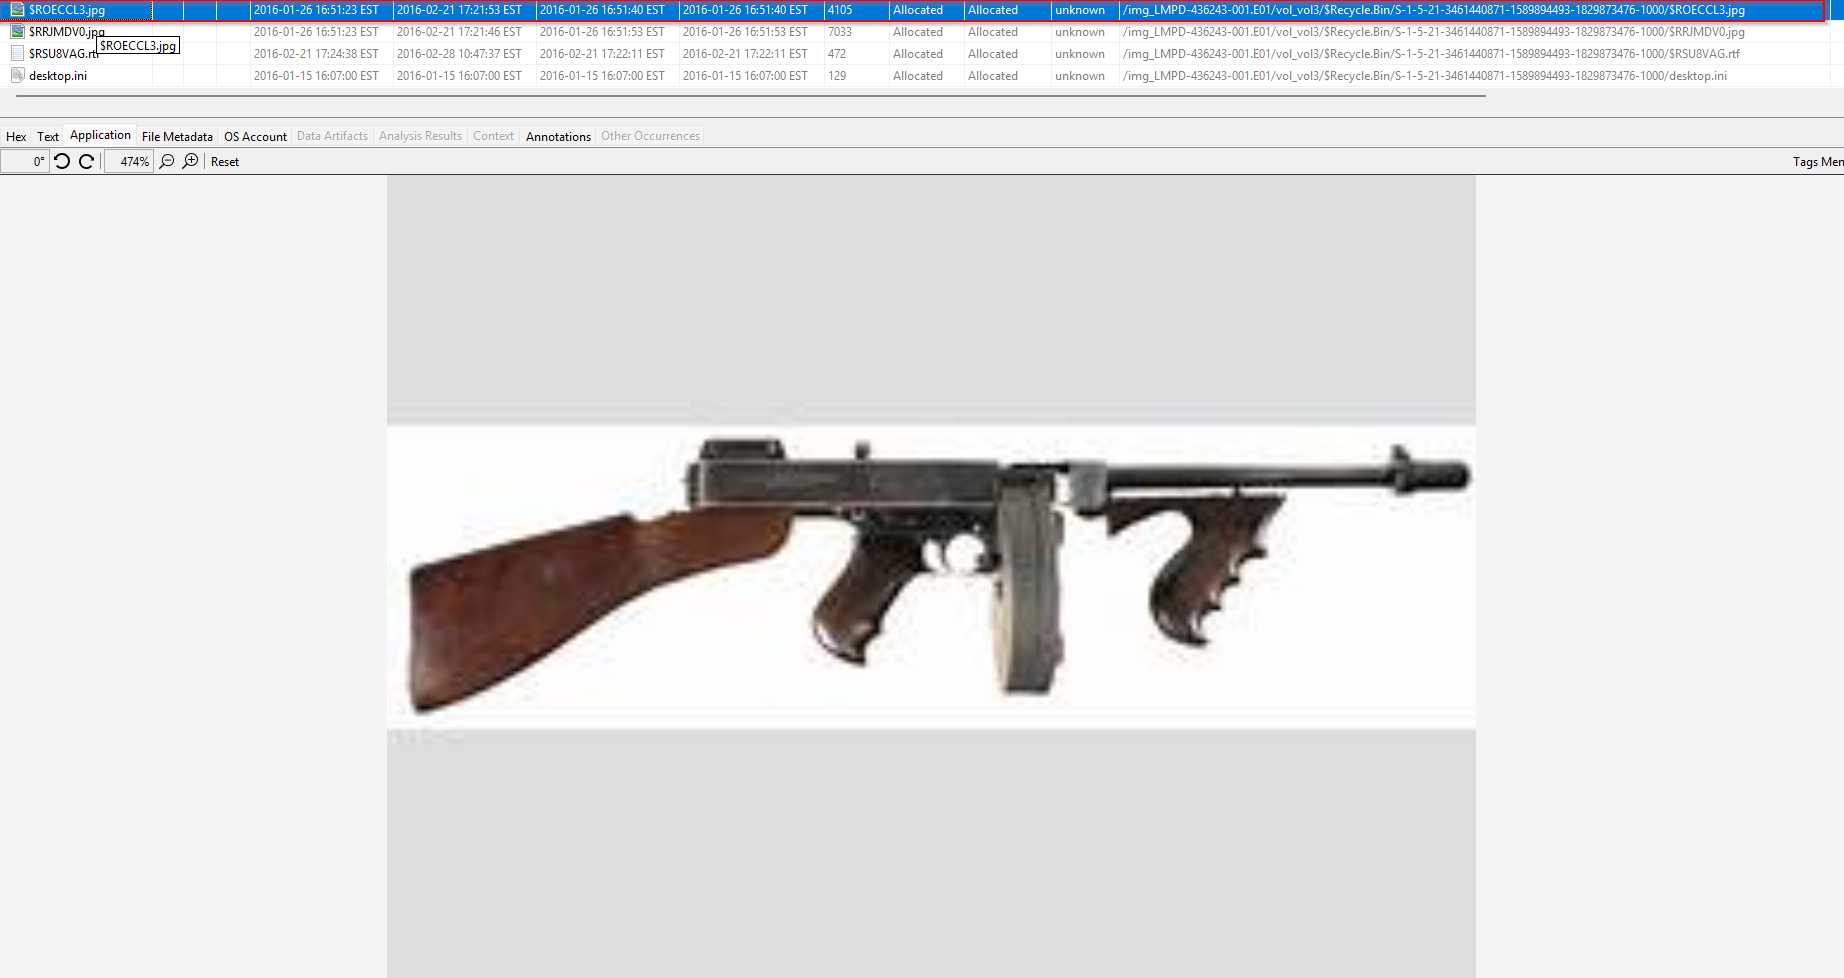 $ROECCL3.jpg 2016-01-26 16:51:23 EST 2016-02-21 17:21:53 EST 2016-01-26 16:51:40 EST 2016-01-26 16:51:40 EST 4105 Allocated Allocated unknown /img_LMPD-436243-001.E01/vol_vol3/$Recycle.Bin/S-1-5-21-3461440871-1589894493-1829873476-1000/$ROECCL3.jpg
$RRJMDV0.jpg 2016-01-26 16:51:23 EST 2016-02-21 17:21:46 EST 2016-01-26 16:51:53 EST 2016-01-26 16:51:53 EST 7033 Allocated Allocated unknown /img_LMPD-436243-001.E01/vol_vol3/$Recycle.Bin/S-1-5-21-3461440871-1589894493-1829873476-1000/$RRJMDV0.jpg
$ROECCL3.jpg
$RSU8VAG.rtf 2016-02-21 17:24:38 EST 2016-02-28 10:47:37 EST 2016-02-21 17:22:11 EST 2016-02-21 17:22:11 EST 472 Allocated Allocated unknown /img_LMPD-436243-001.E01/vol_vol3/$Recycle.Bin/S-1-5-21-3461440871-1589894493-1829873476-1000/$RSU8VAG.rtf
desktop.ini 2016-01-15 16:07:00 EST 2016-01-15 16:07:00 EST 2016-01-15 16:07:00 EST 2016-01-15 16:07:00 EST 129 Allocated Allocated unknown /img_LMPD-436243-001.E01/vol_vol3/$Recycle.Bin/S-1-5-21-3461440871-1589894493-1829873476-1000/desktop.ini
Hex Text Application File Metadata OS Account Data Artifacts Analysis Results Context Annotations Other Occurrences
0° 474% Reset Tags Men